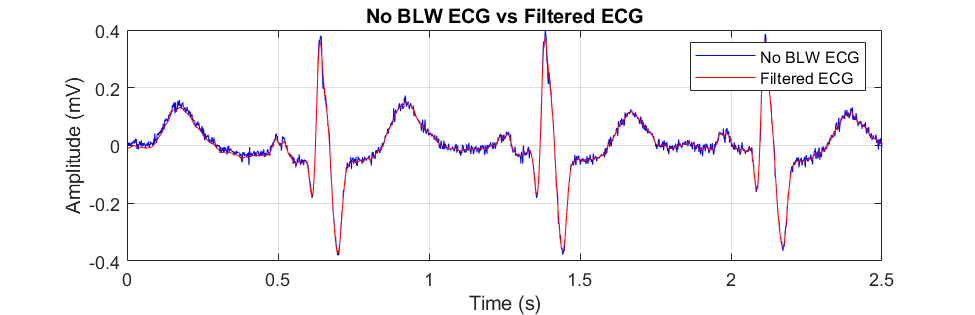 No BLW ECG vs Filtered ECG
0.4
0.2
0
-0.2
-0.4
Amplitude (mV)
No BLW ECG
Filtered ECG
0 0.5 1 1.5 2 2.5
Time (s)